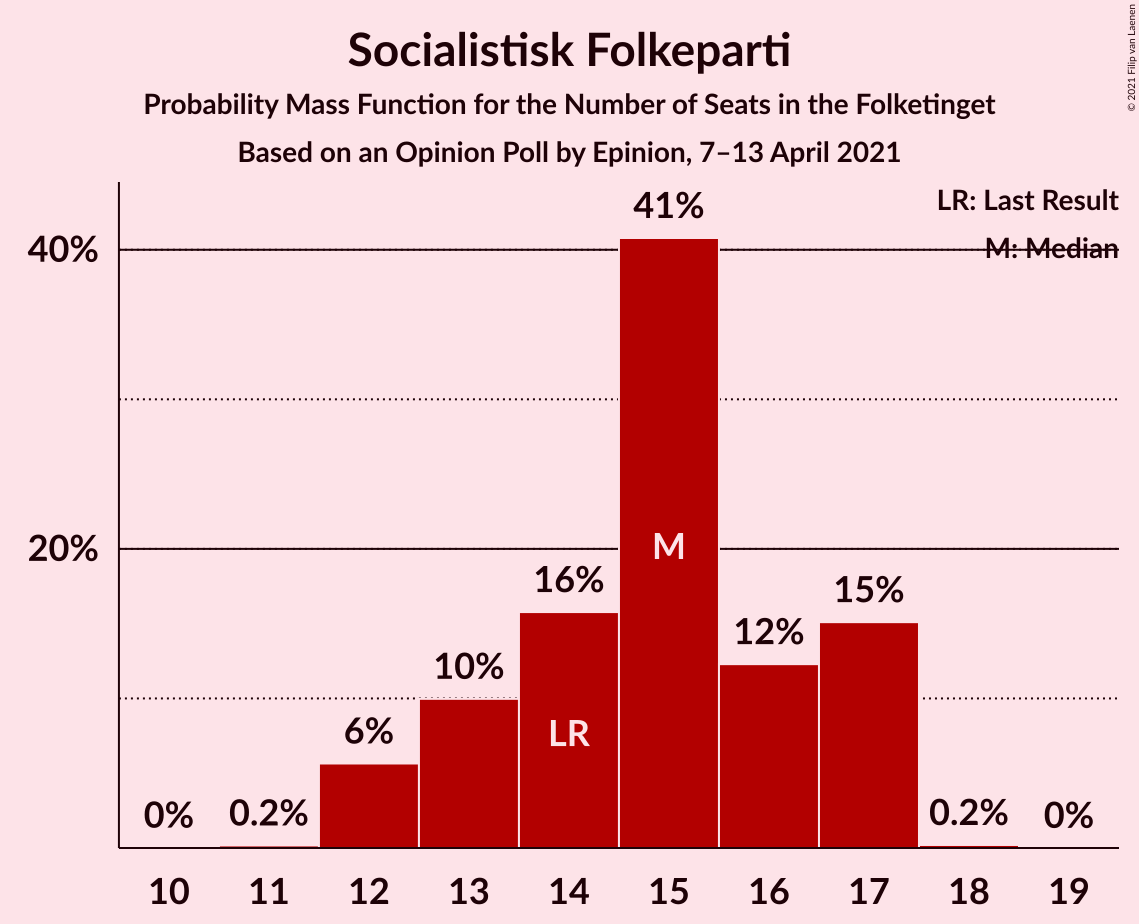 Socialistisk Folkeparti
Probability Mass Function for the Number of Seats in the Folketinget
Based on an Opinion Poll by Epinion, 7–13 April 2021
© 2021 Filip van Laenen
LR: Last Result
M: Median
40%
20%
0%
0.2%
6%
10%
16%
41%
12%
15%
0.2%
0%
LR
M
10 11 12 13 14 15 16 17 18 19